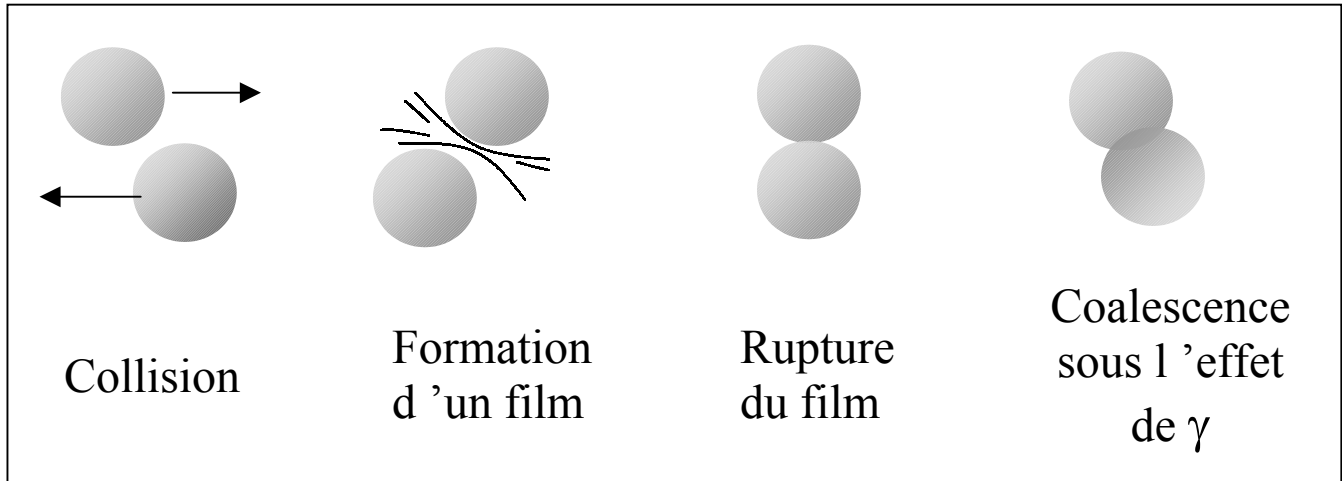 Collision
Formation
d ’un film
Rupture
du film
Coalescence
sous l ’effet
de γ